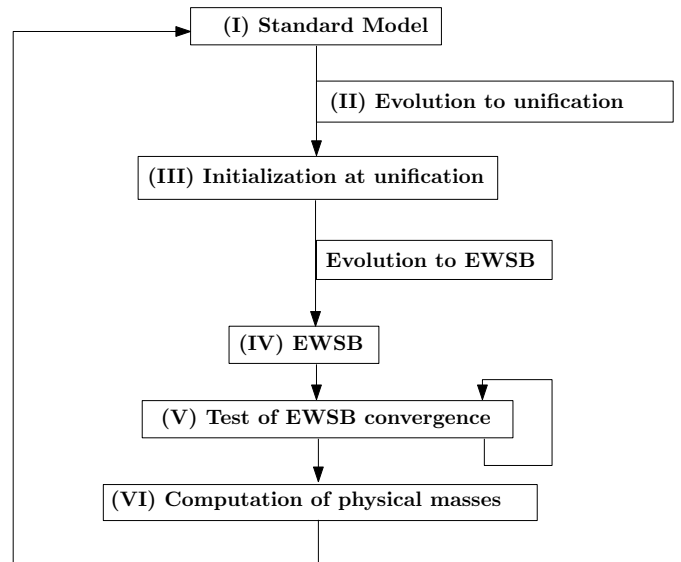 (I) Standard Model
(II) Evolution to unification
(III) Initialization at unification
Evolution to EWSB
(IV) EWSB
(V) Test of EWSB convergence
(VI) Computation of physical masses